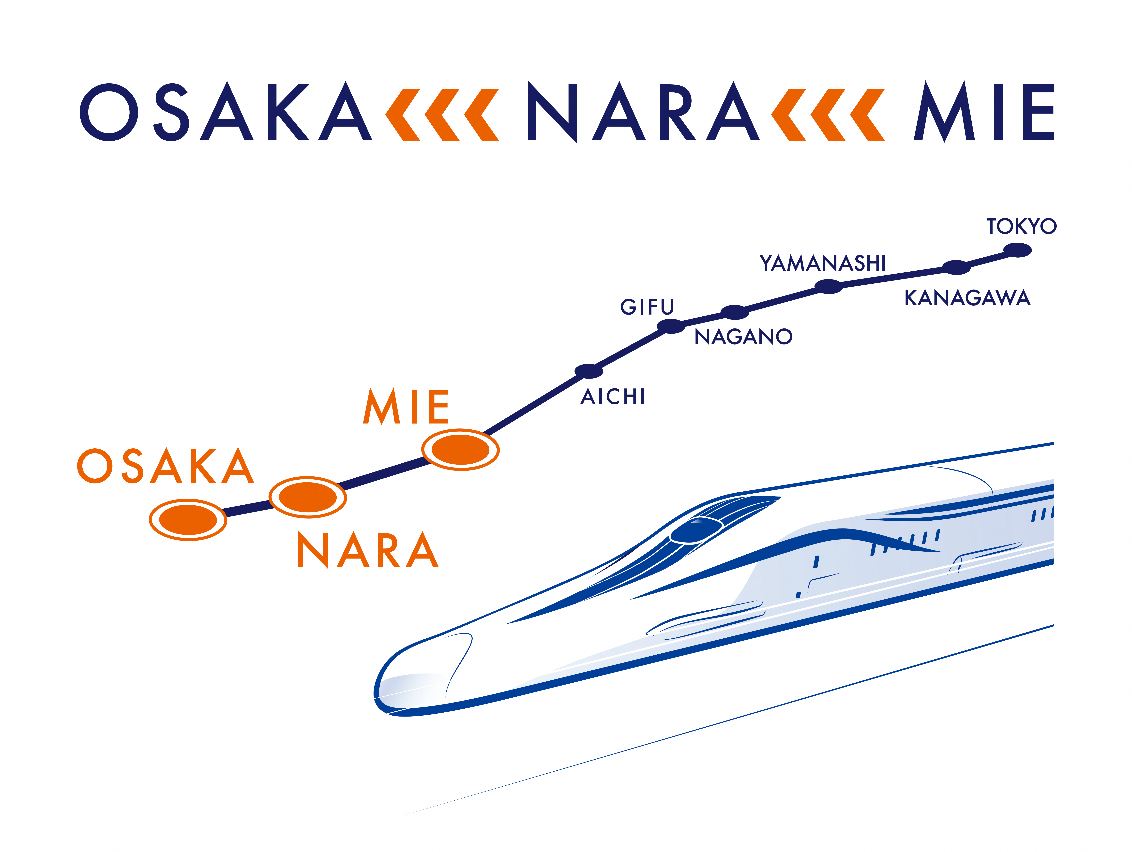 OSAKA NARA MIE
TOKYO
YAMANASHI
KANAGAWA
GIFU
NAGANO
AICHI
MIE
OSAKA
NARA